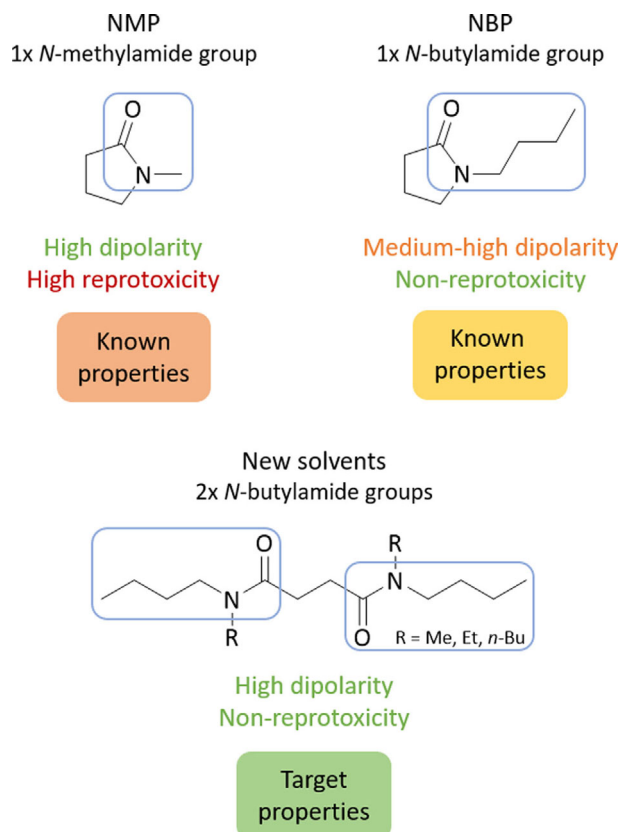 NMP
1x N-methylamide group
O
N
High dipolarity
High reprotoxicity
Known
properties
NBP
1x N-butylamide group
O
N
Medium-high dipolarity
Non-reprotoxicity
Known
properties
New solvents
2x N-butylamide groups
O
R
N
N
R
O
R = Me, Et, n-Bu
High dipolarity
Non-reprotoxicity
Target
properties